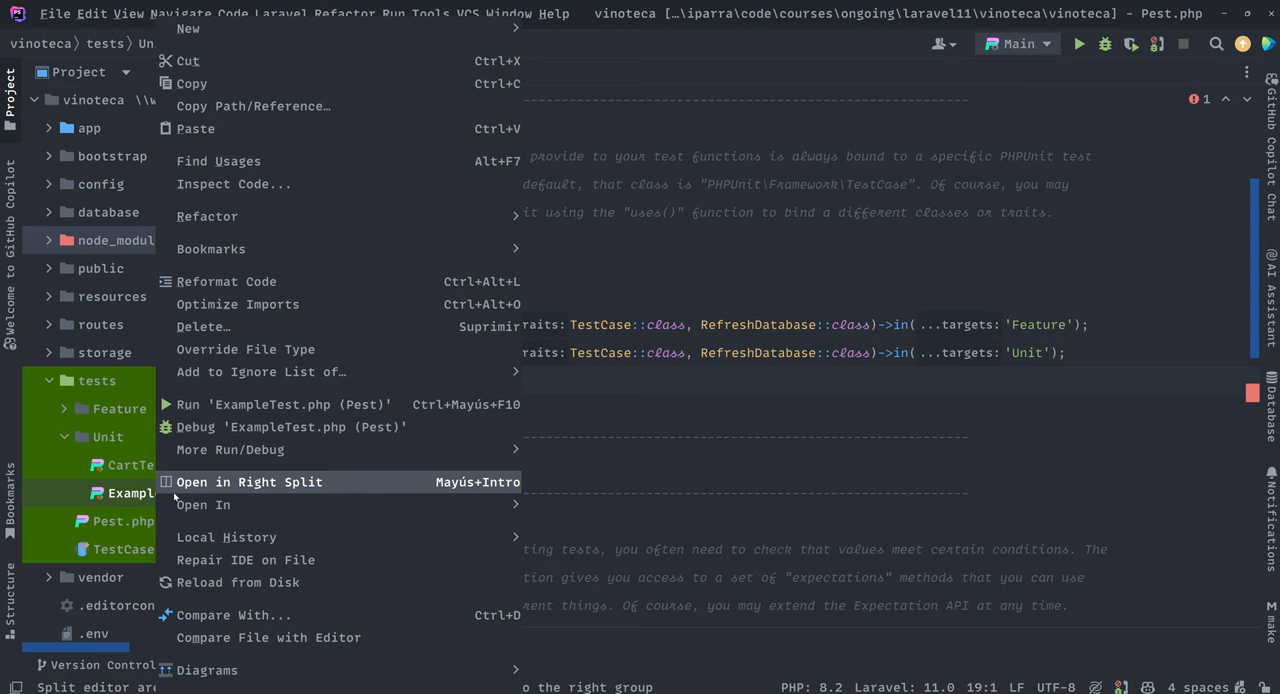 File Edit View Navigate Code Laravel Refactor Run Tools VCS Window Help vinoteca [...\iparra\code\courses\ongoing\laravel11\vinoteca\vinoteca] - Pest.php
vinoteca tests Un
Main
Project
Project
GitHub Copilot Chat
AI Assistant
Database
Notifications
make
Welcome to GitHub Copilot
Bookmarks
Structure
vinoteca \\w
app
bootstrap
config
database
node_modul
public
resources
routes
storage
tests
Feature
Unit
CartTe
Example
Pest.php
TestCase
vendor
.editorcon
.env
New
Cut Ctrl+X
Copy Ctrl+C
Copy Path/Reference…
Paste Ctrl+V
Find Usages Alt+F7
Inspect Code...
Refactor
Bookmarks
Reformat Code Ctrl+Alt+L
Optimize Imports Ctrl+Alt+O
Delete… Suprimir
Override File Type
Add to Ignore List of…
Run 'ExampleTest.php (Pest)' Ctrl+Mayús+F10
Debug 'ExampleTest.php (Pest)'
More Run/Debug
Open in Right Split Mayús+Intro
Open In
Local History
Repair IDE on File
Reload from Disk
Compare With... Ctrl+D
Compare File with Editor
Diagrams
1
--------------------------------------------------------------
provide to your test functions is always bound to a specific PHPUnit test
default, that class is "PHPUnit\Framework\TestCase". Of course, you may
it using the "uses()" function to bind a different classes or traits.
raits: TestCase::class, RefreshDatabase::class)->in( ...targets: 'Feature');
raits: TestCase::class, RefreshDatabase::class)->in( ...targets: 'Unit');
--------------------------------------------------------------
--------------------------------------------------------------
ting tests, you often need to check that values meet certain conditions. The
tion gives you access to a set of "expectations" methods that you can use
rent things. Of course, you may extend the Expectation API at any time.
Version Control
Split editor are
o the right group
PHP: 8.2 Laravel: 11.0 19:1 LF UTF-8 4 spaces